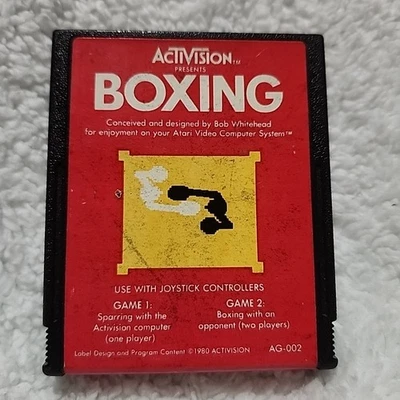 ACTIVISION™
PRESENTS
BOXING
Conceived and designed by Bob Whitehead
for enjoyment on your Atari Video Computer System™
USE WITH JOYSTICK CONTROLLERS
GAME 1:
Sparring with the
Activision computer
(one player)
GAME 2:
Boxing with an
opponent (two players)
Label Design and Program Content ©1980 ACTIVISION
AG-002